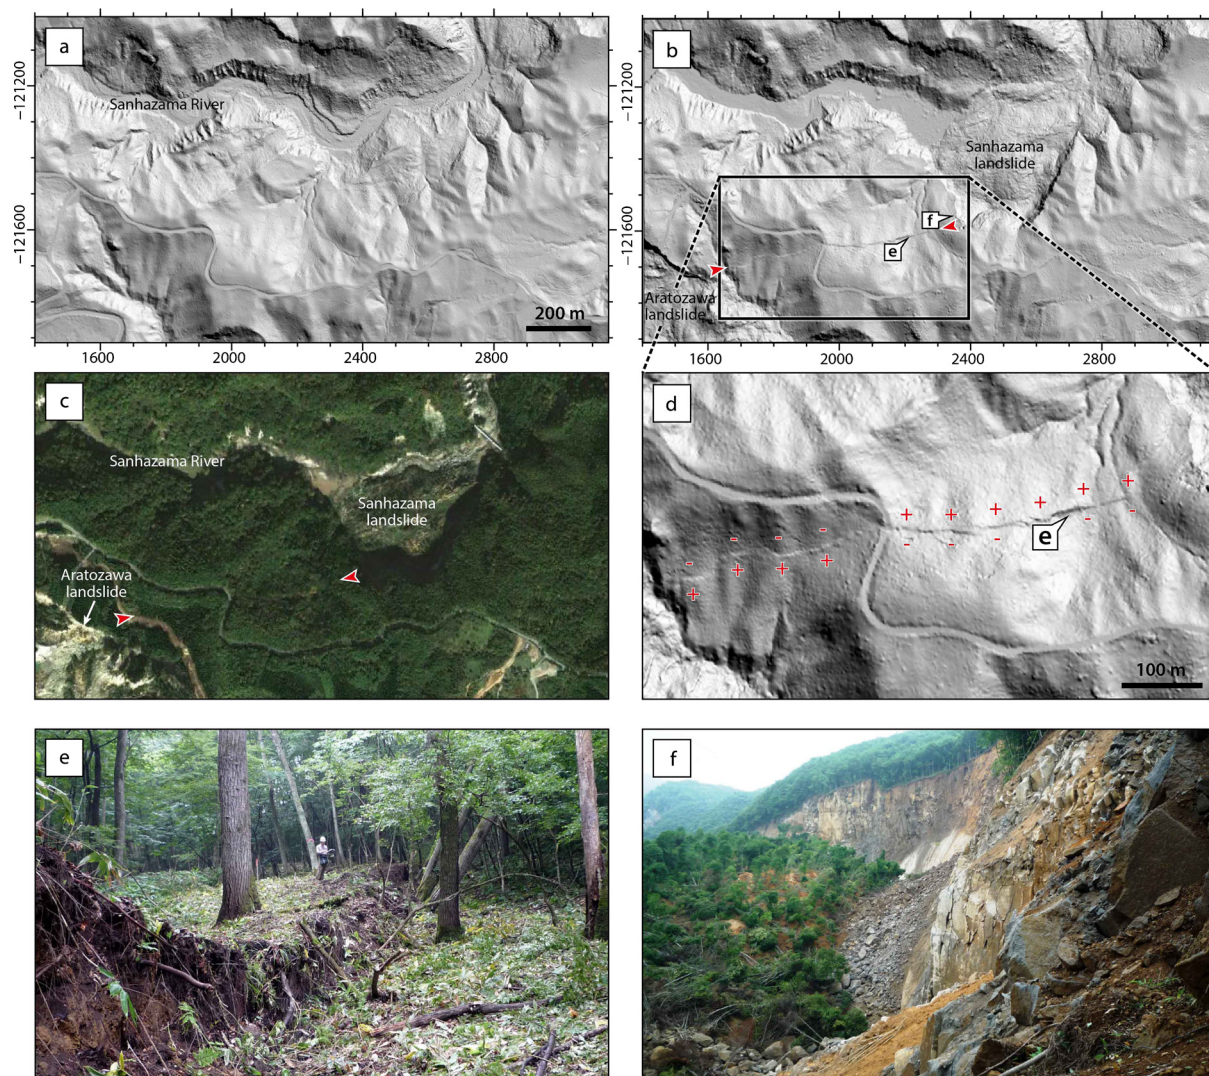 a
Sanhazama River
200 m
−121200
−121600
1600
2000
2400
2800
b
Sanhazama
landslide
f
e
Aratozawa
landslide
−121200
−121600
1600
2000
2400
2800
c
Sanhazama River
Sanhazama
landslide
Aratozawa
landslide
d
+ + + + + +
- - - - -
e
- - - -
+ + + +
100 m
e
f